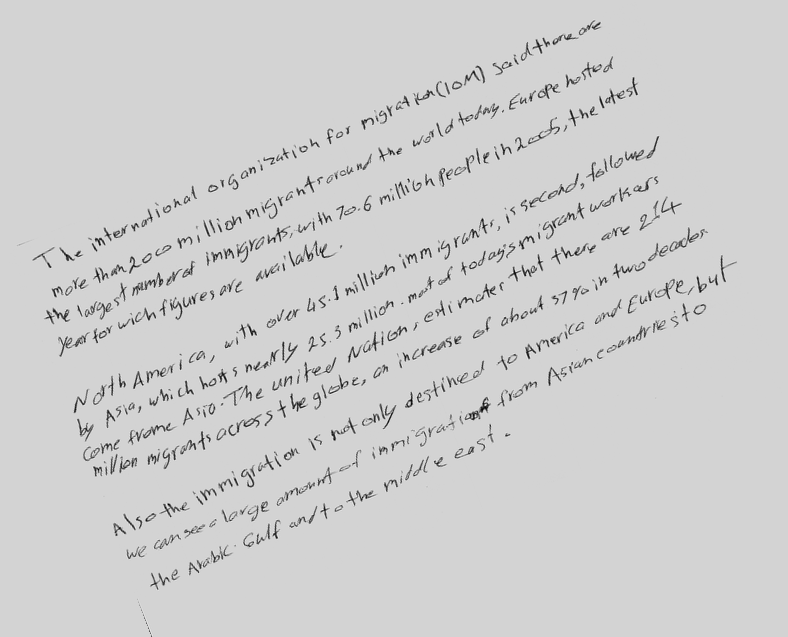 The international organization for migration (IOM) said there are
more than 2000 million migrants around the world today. Europe hosted
the largest number of immigrants, with 70.6 million people in 2005, the latest
year for wich figures are available.
North America, with over 45.1 million immigrants, is second, followed
by Asia, which hosts nearly 25.3 million. most of today's migrant workers
come frome Asia. The united Nation, estimates that there are 214
million migrants across the globe, an increase of about 37% in two decades.
Also the immigration is not only destined to America and Europe, but
we can see a large amount of immigration from Asian countries to
the Arabic Gulf and to the middle east.